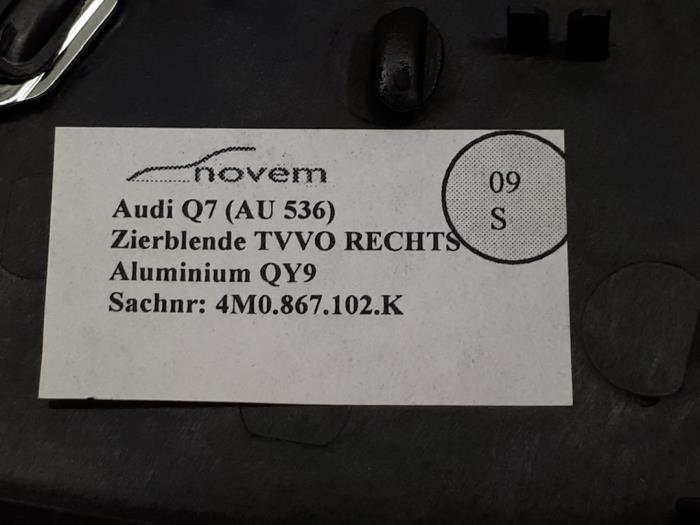 novem
Audi Q7 (AU 536)
Zierblende TVVO RECHTS
Aluminium QY9
Sachnr: 4M0.867.102.K
09
S